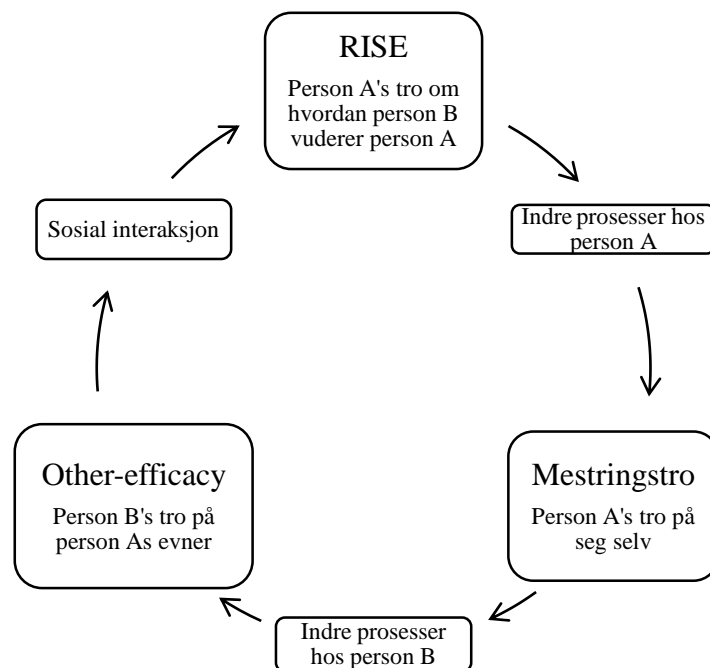 RISE
Person A's tro om
hvordan person B
vuderer person A
Sosial interaksjon
Indre prosesser hos
person A
Other-efficacy
Person B's tro på
person As evner
Mestringstro
Person A's tro på
seg selv
Indre prosesser
hos person B